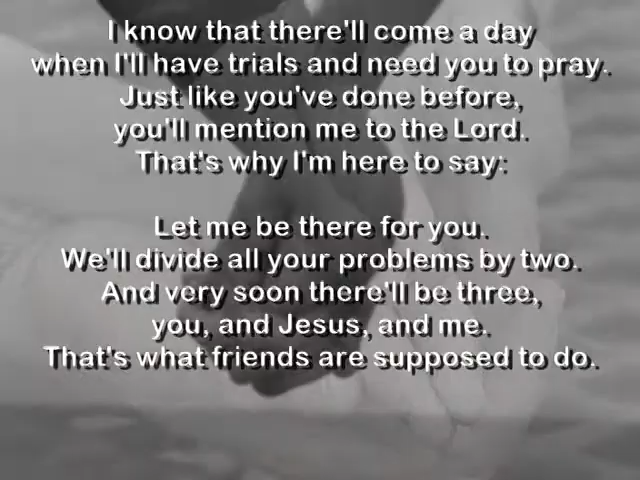 I know that there'll come a day
when I'll have trials and need you to pray.
Just like you've done before,
you'll mention me to the Lord.
That's why I'm here to say:
Let me be there for you.
We'll divide all your problems by two.
And very soon there'll be three,
you, and Jesus, and me.
That's what friends are supposed to do.